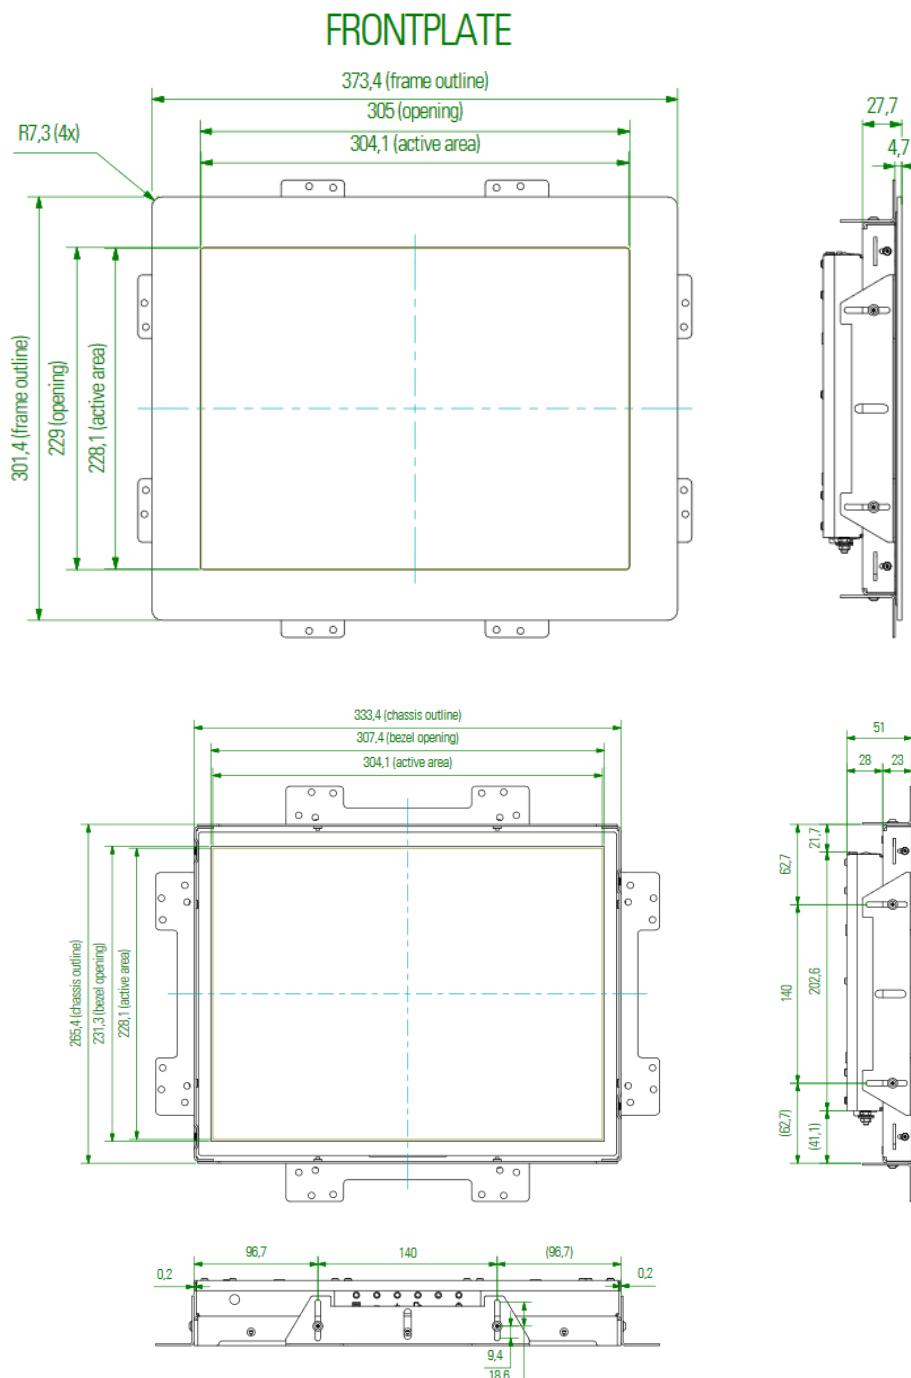 FRONTPLATE
373,4 (frame outline)
305 (opening)
304,1 (active area)
R7,3 (4x)
27,7
4,7
301,4 (frame outline)
229 (opening)
228,1 (active area)
333,4 (chassis outline)
307,4 (bezel opening)
304,1 (active area)
51
28
23
21,7
62,7
265,4 (chassis outline)
231,3 (bezel opening)
228,1 (active area)
140
202,6
(62,7)
(41,1)
96,7
140
(96,7)
0,2
0,2
9,4
18,6